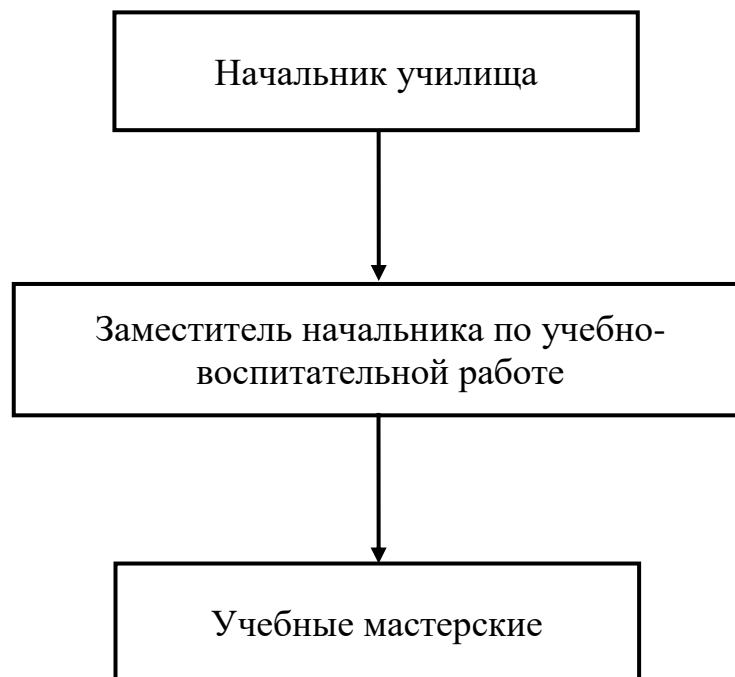 Начальник училища
Заместитель начальника по учебно-
воспитательной работе
Учебные мастерские